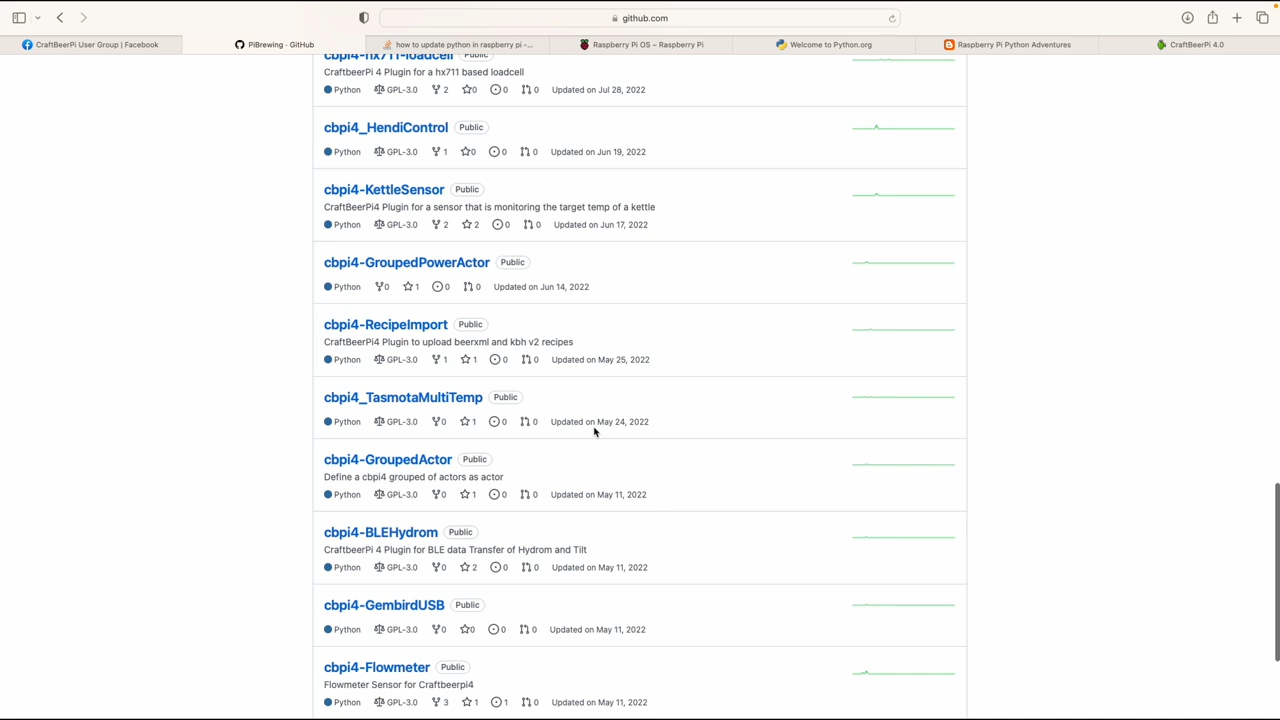 github.com
CraftBeerPi User Group | Facebook
PiBrewing · GitHub
how to update python in raspberry pi -...
Raspberry Pi OS – Raspberry Pi
Welcome to Python.org
Raspberry Pi Python Adventures
CraftBeerPi 4.0
cbpi4-hx711-loadcell Public
CraftbeerPi 4 Plugin for a hx711 based loadcell
Python GPL-3.0 2 0 0 0 Updated on Jul 28, 2022
cbpi4_HendiControl Public
Python GPL-3.0 1 0 0 0 Updated on Jun 19, 2022
cbpi4-KettleSensor Public
CraftBeerPi4 Plugin for a sensor that is monitoring the target temp of a kettle
Python GPL-3.0 2 2 0 0 Updated on Jun 17, 2022
cbpi4-GroupedPowerActor Public
Python 0 1 0 0 Updated on Jun 14, 2022
cbpi4-RecipeImport Public
CraftBeerPi4 Plugin to upload beerxml and kbh v2 recipes
Python GPL-3.0 1 1 0 0 Updated on May 25, 2022
cbpi4_TasmotaMultiTemp Public
Python GPL-3.0 0 1 0 0 Updated on May 24, 2022
cbpi4-GroupedActor Public
Define a cbpi4 grouped of actors as actor
Python GPL-3.0 0 1 0 0 Updated on May 11, 2022
cbpi4-BLEHydrom Public
CraftbeerPi 4 Plugin for BLE data Transfer of Hydrom and Tilt
Python GPL-3.0 0 2 0 0 Updated on May 11, 2022
cbpi4-GembirdUSB Public
Python GPL-3.0 0 0 0 0 Updated on May 11, 2022
cbpi4-Flowmeter Public
Flowmeter Sensor for Craftbeerpi4
Python GPL-3.0 3 1 1 0 Updated on May 11, 2022